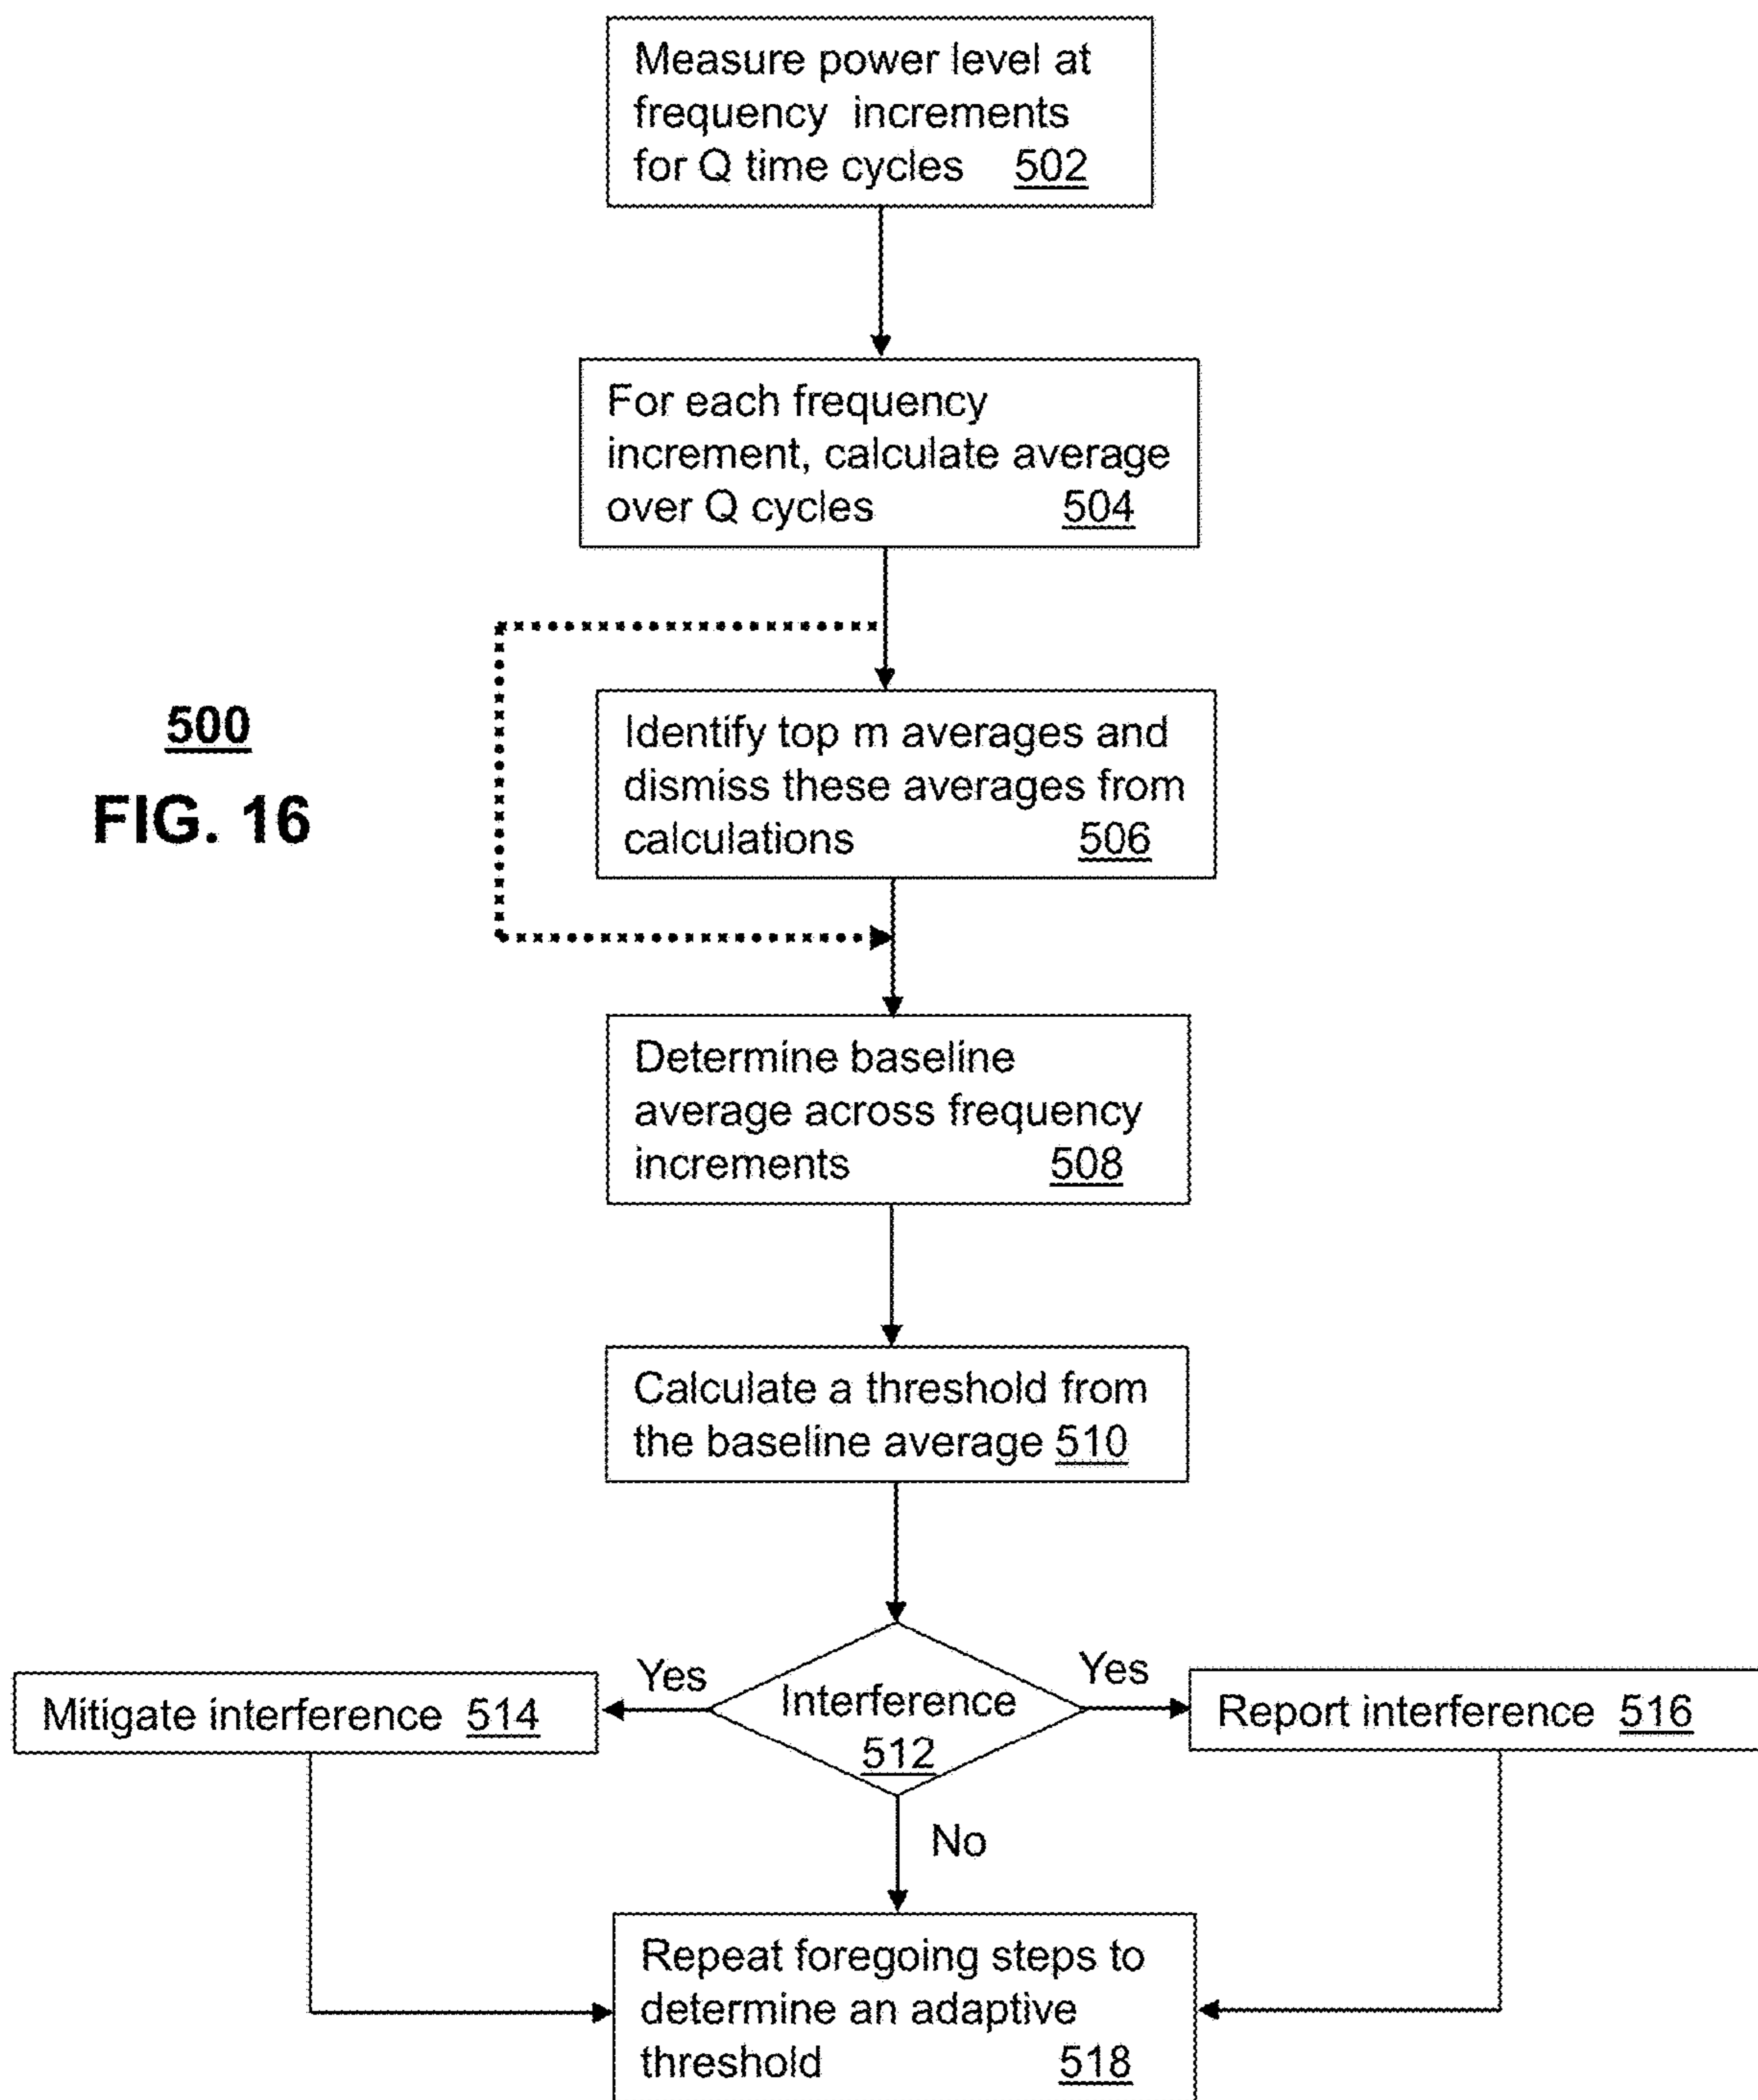 Measure power level at
frequency increments
for Q time cycles 502
For each frequency
increment, calculate average
over Q cycles 504
500
FIG. 16
Identify top m averages and
dismiss these averages from
calculations 506
Determine baseline
average across frequency
increments 508
Calculate a threshold from
the baseline average 510
Yes
Yes
Mitigate interference 514
Interference
512
Report interference 516
No
Repeat foregoing steps to
determine an adaptive
threshold 518